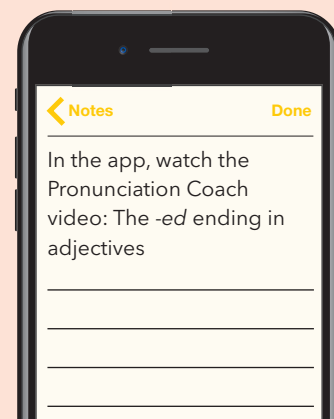 Notes Done
In the app, watch the
Pronunciation Coach
video: The -ed ending in
adjectives